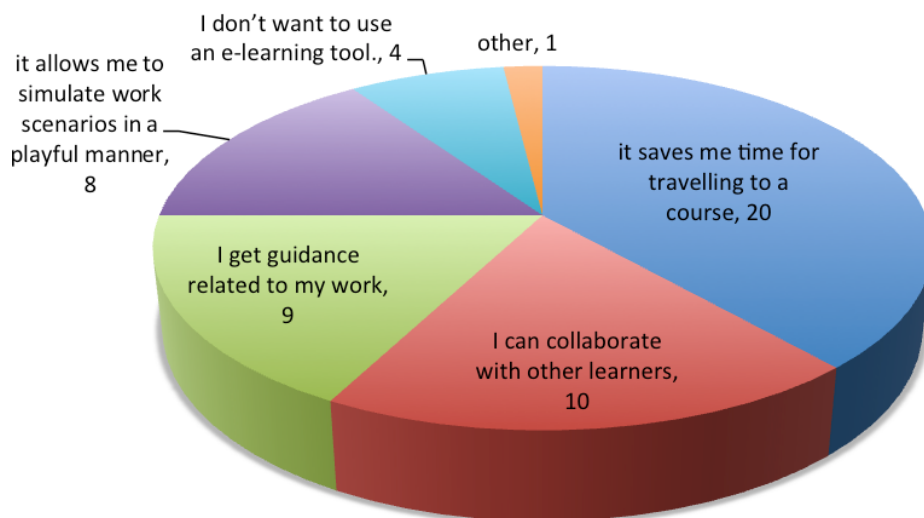 I don't want to use
an e-learning tool., 4
other, 1
it allows me to
simulate work
scenarios in a
playful manner,
8
it saves me time for
travelling to a
course, 20
I get guidance
related to my work,
9
I can collaborate
with other learners,
10